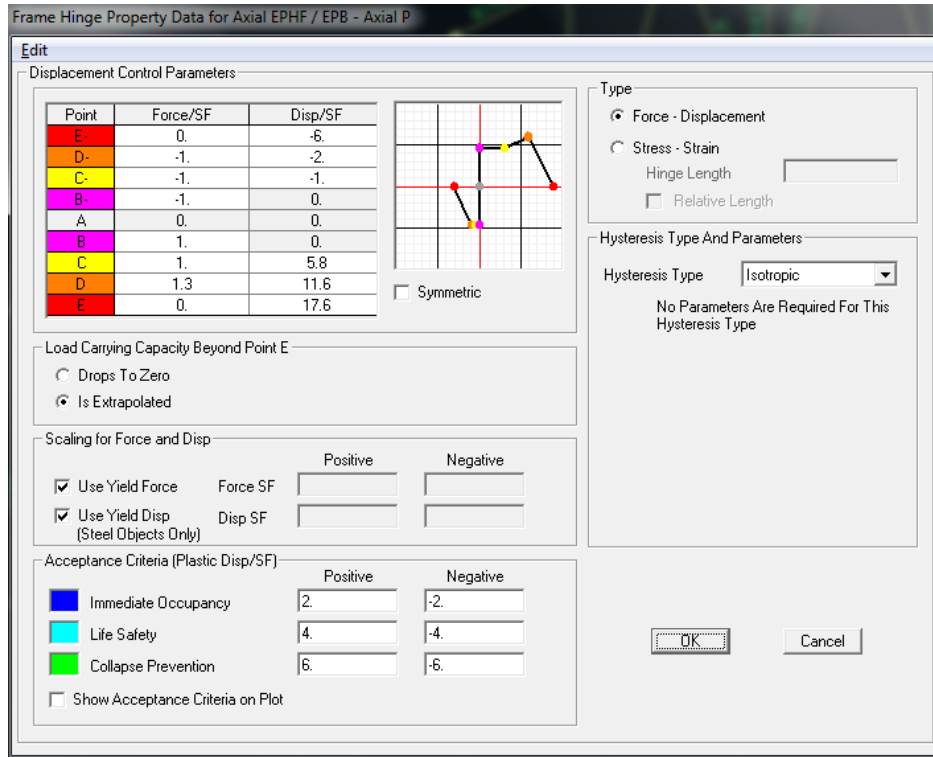 Frame Hinge Property Data for Axial EPHF / EPB - Axial P
Edit
Displacement Control Parameters
Point Force/SF Disp/SF
E- 0. -6.
D- -1. -2.
C- -1. -1.
B- -1. 0.
A 0. 0.
B 1. 0.
C 1. 5.8
D 1.3 11.6
E 0. 17.6
Symmetric
Type
Force - Displacement
Stress - Strain
Hinge Length
Relative Length
Hysteresis Type And Parameters
Hysteresis Type Isotropic
No Parameters Are Required For This
Hysteresis Type
Load Carrying Capacity Beyond Point E
Drops To Zero
Is Extrapolated
Scaling for Force and Disp
Positive Negative
Use Yield Force Force SF
Use Yield Disp Disp SF
(Steel Objects Only)
Acceptance Criteria (Plastic Disp/SF)
Positive Negative
Immediate Occupancy 2. -2.
Life Safety 4. -4.
Collapse Prevention 6. -6.
Show Acceptance Criteria on Plot
OK Cancel